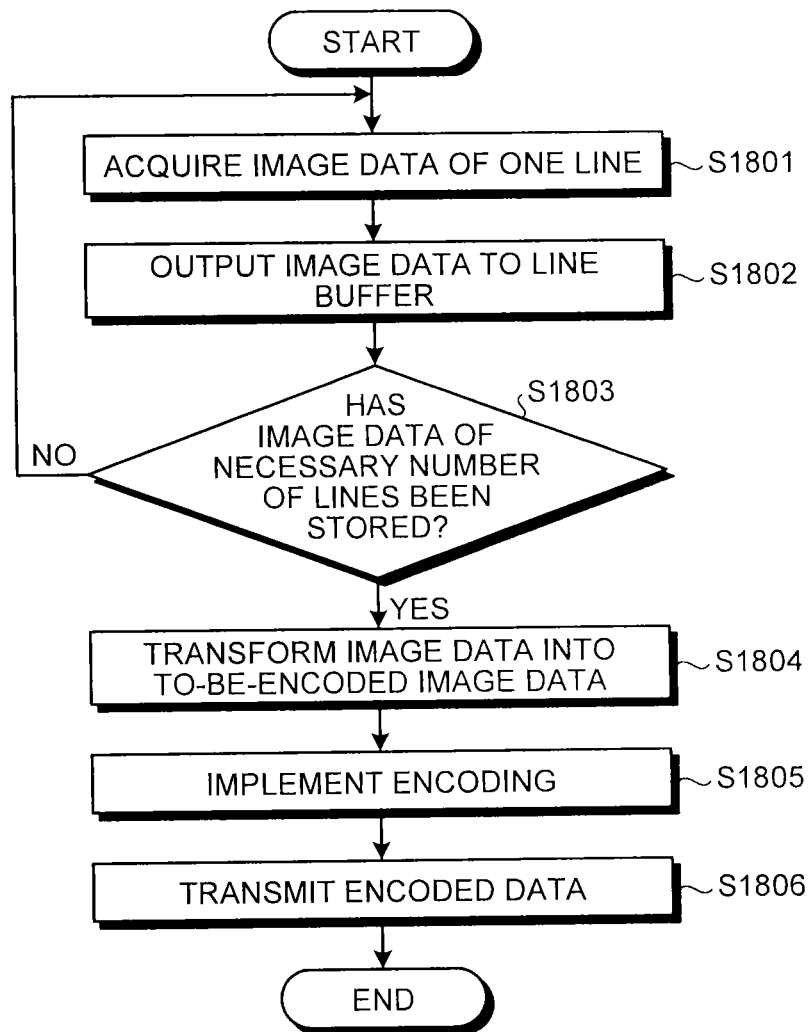 START
ACQUIRE IMAGE DATA OF ONE LINE
S1801
OUTPUT IMAGE DATA TO LINE
BUFFER
S1802
HAS
IMAGE DATA OF
NECESSARY NUMBER
OF LINES BEEN
STORED?
S1803
NO
YES
TRANSFORM IMAGE DATA INTO
TO-BE-ENCODED IMAGE DATA
S1804
IMPLEMENT ENCODING
S1805
TRANSMIT ENCODED DATA
S1806
END